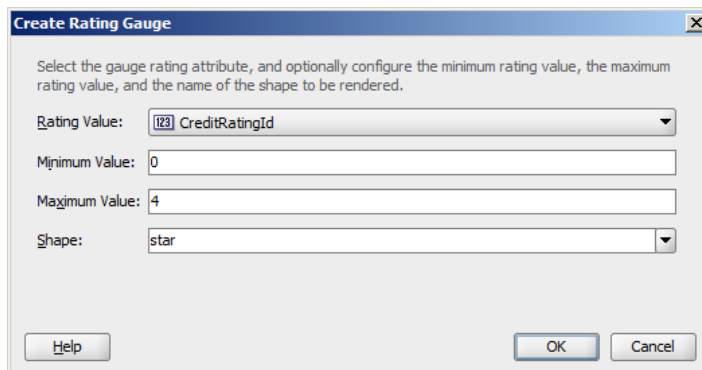 Create Rating Gauge
Select the gauge rating attribute, and optionally configure the minimum rating value, the maximum
rating value, and the name of the shape to be rendered.
Rating Value: 123 CreditRatingId
Minimum Value: 0
Maximum Value: 4
Shape: star
Help OK Cancel